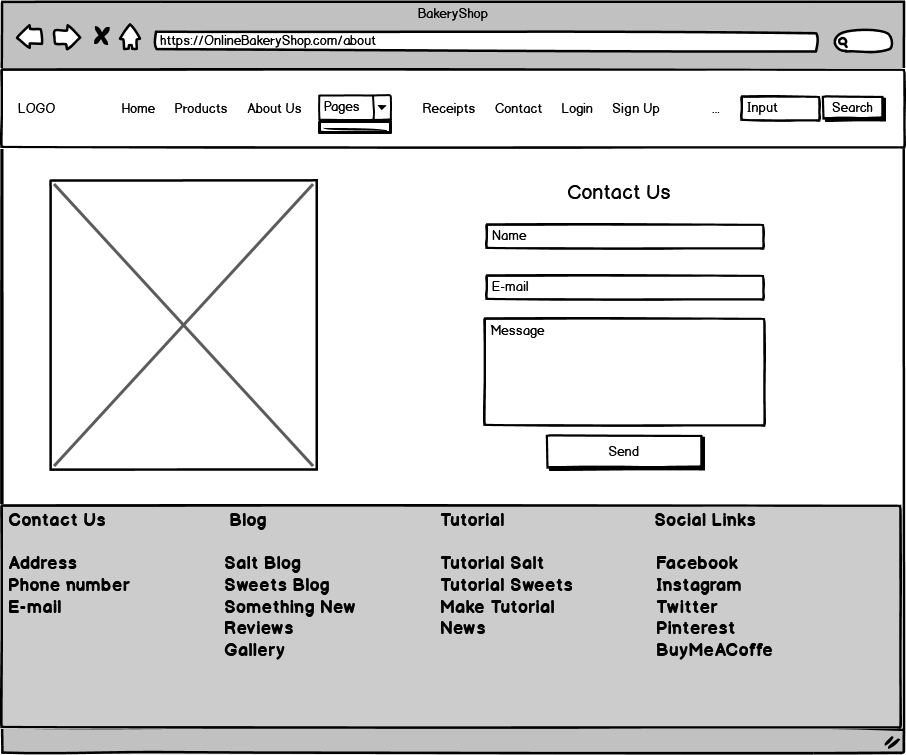 BakeryShop
https://OnlineBakeryShop.com/about
LOGO Home Products About Us Pages Receipts Contact Login Sign Up ... Input Search
Contact Us
Name
E-mail
Message
Send
Contact Us
Address
Phone number
E-mail
Blog
Salt Blog
Sweets Blog
Something New
Reviews
Gallery
Tutorial
Tutorial Salt
Tutorial Sweets
Make Tutorial
News
Social Links
Facebook
Instagram
Twitter
Pinterest
BuyMeACoffe